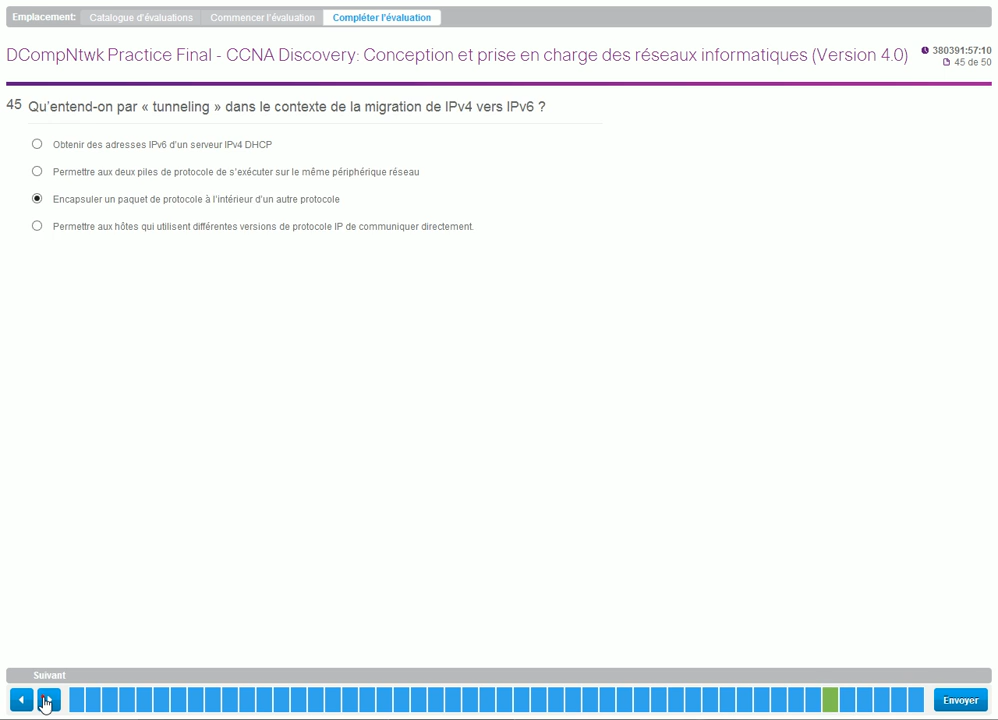 Emplacement: Catalogue d'évaluations Commencer l'évaluation Compléter l'évaluation
DCompNtwk Practice Final - CCNA Discovery: Conception et prise en charge des réseaux informatiques (Version 4.0)
380391:57:10
45 de 50
45 Qu'entend-on par « tunneling » dans le contexte de la migration de IPv4 vers IPv6 ?
Obtenir des adresses IPv6 d'un serveur IPv4 DHCP
Permettre aux deux piles de protocole de s'exécuter sur le même périphérique réseau
Encapsuler un paquet de protocole à l'intérieur d'un autre protocole
Permettre aux hôtes qui utilisent différentes versions de protocole IP de communiquer directement.
Suivant
Envoyer